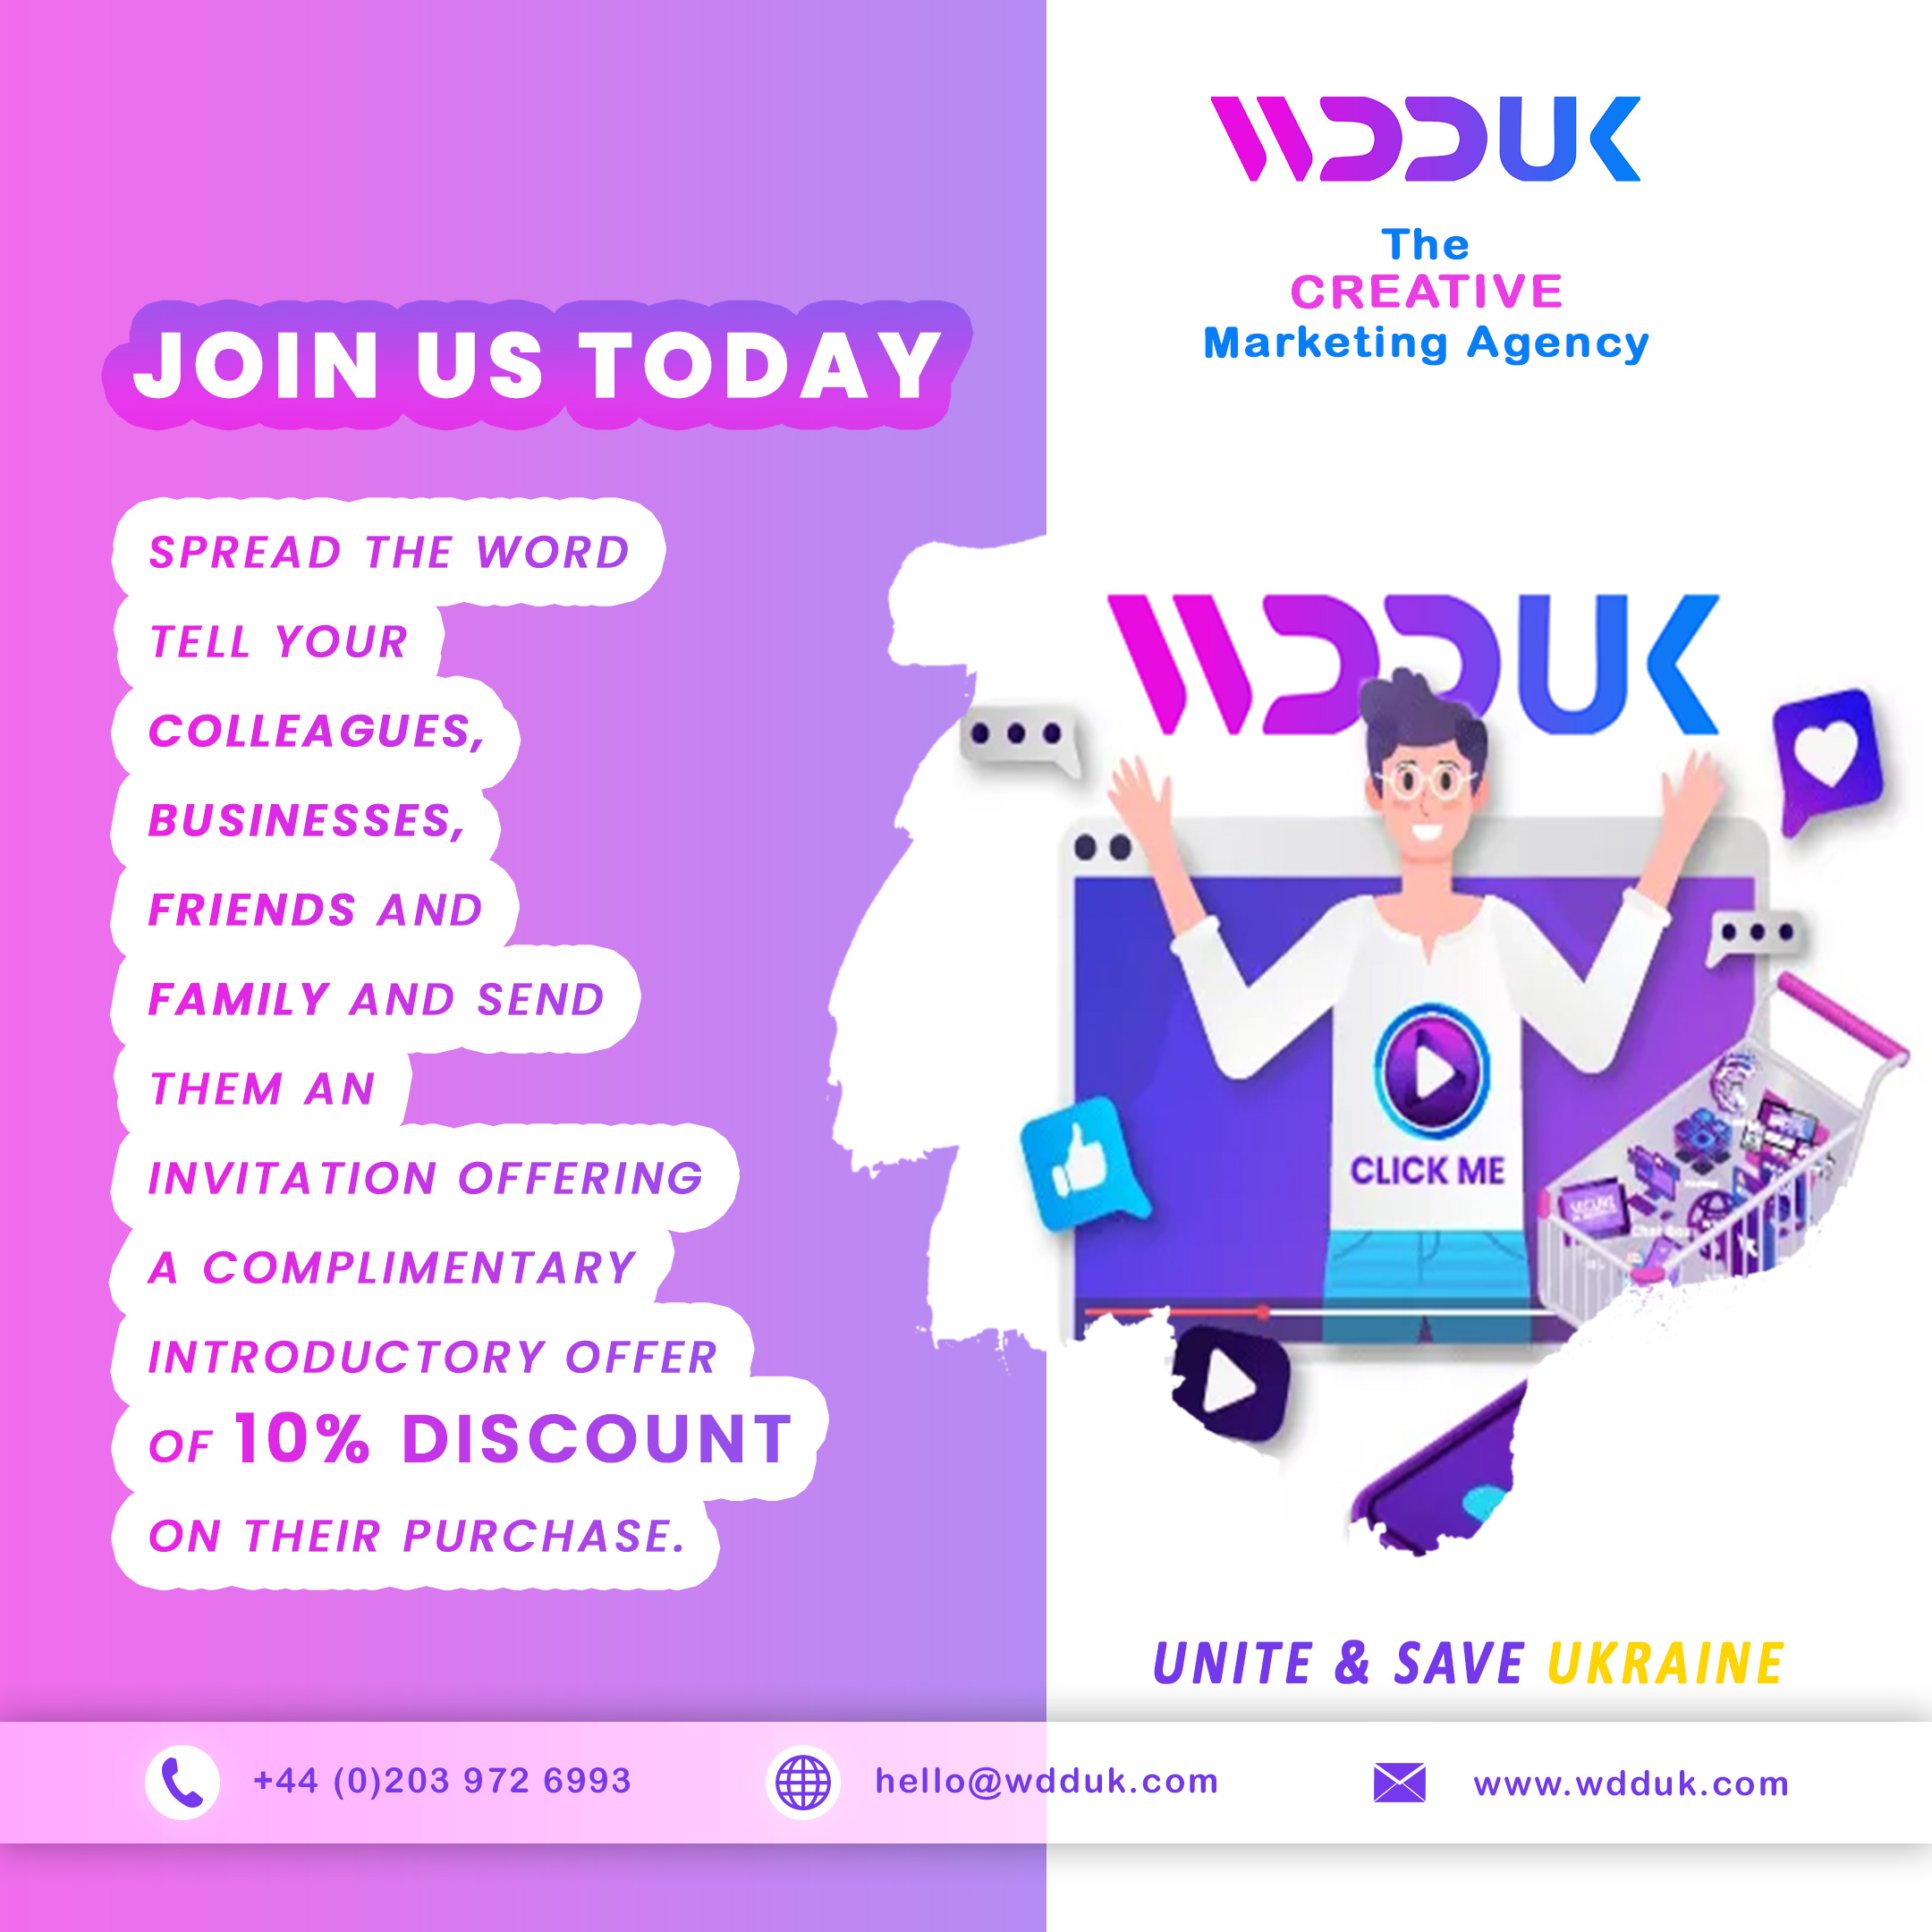 WDDUK
The
CREATIVE
Marketing Agency
JOIN US TODAY
SPREAD THE WORD
TELL YOUR
COLLEAGUES,
BUSINESSES,
FRIENDS AND
FAMILY AND SEND
THEM AN
INVITATION OFFERING
A COMPLIMENTARY
INTRODUCTORY OFFER
OF 10% DISCOUNT
ON THEIR PURCHASE.
WDDUK
CLICK ME
UNITE & SAVE UKRAINE
+44 (0)203 972 6993
hello@wdduk.com
www.wdduk.com